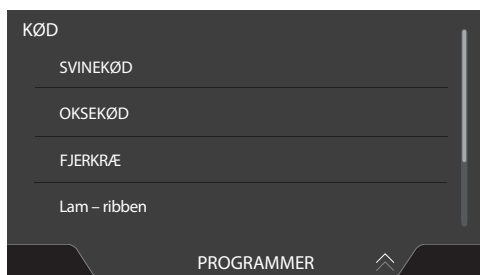 KØD
SVINEKØD
OKSEKØD
FJERKRÆ
Lam – ribben
PROGRAMMER